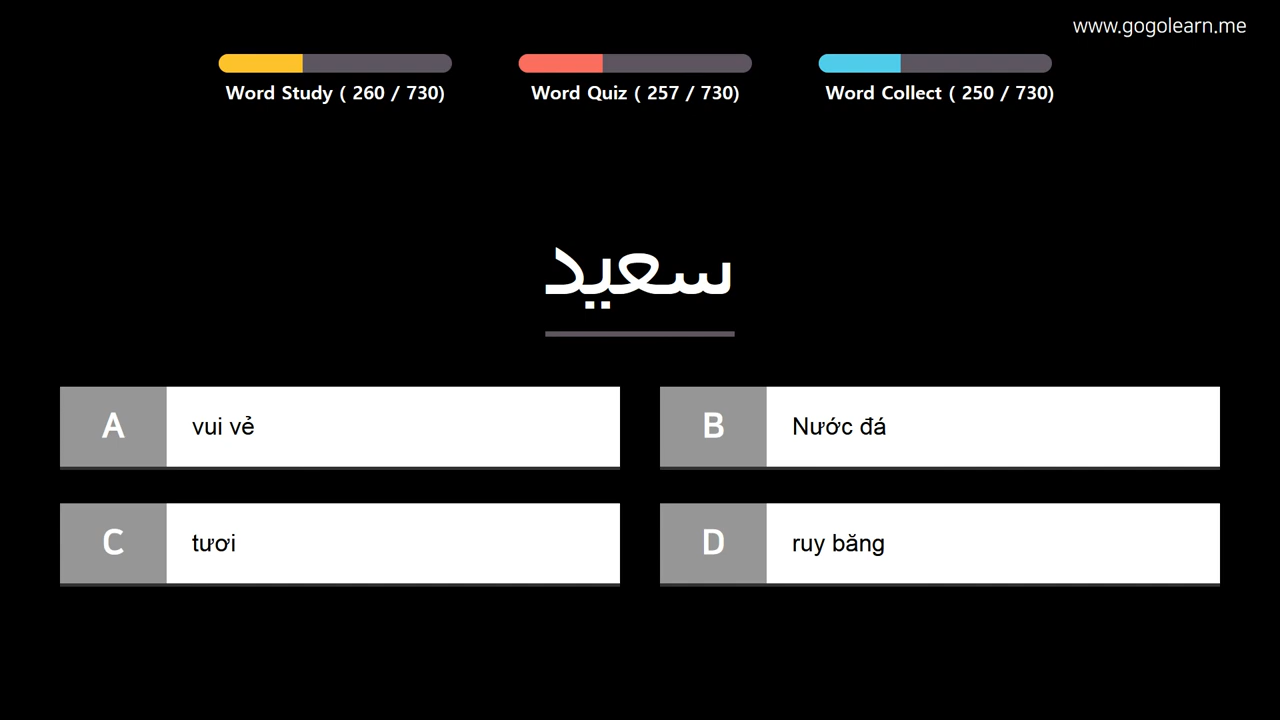 www.gogolearn.me
Word Study ( 260 / 730)
Word Quiz ( 257 / 730)
Word Collect ( 250 / 730)
سعيد
A vui vẻ
B Nước đá
C tươi
D ruy băng